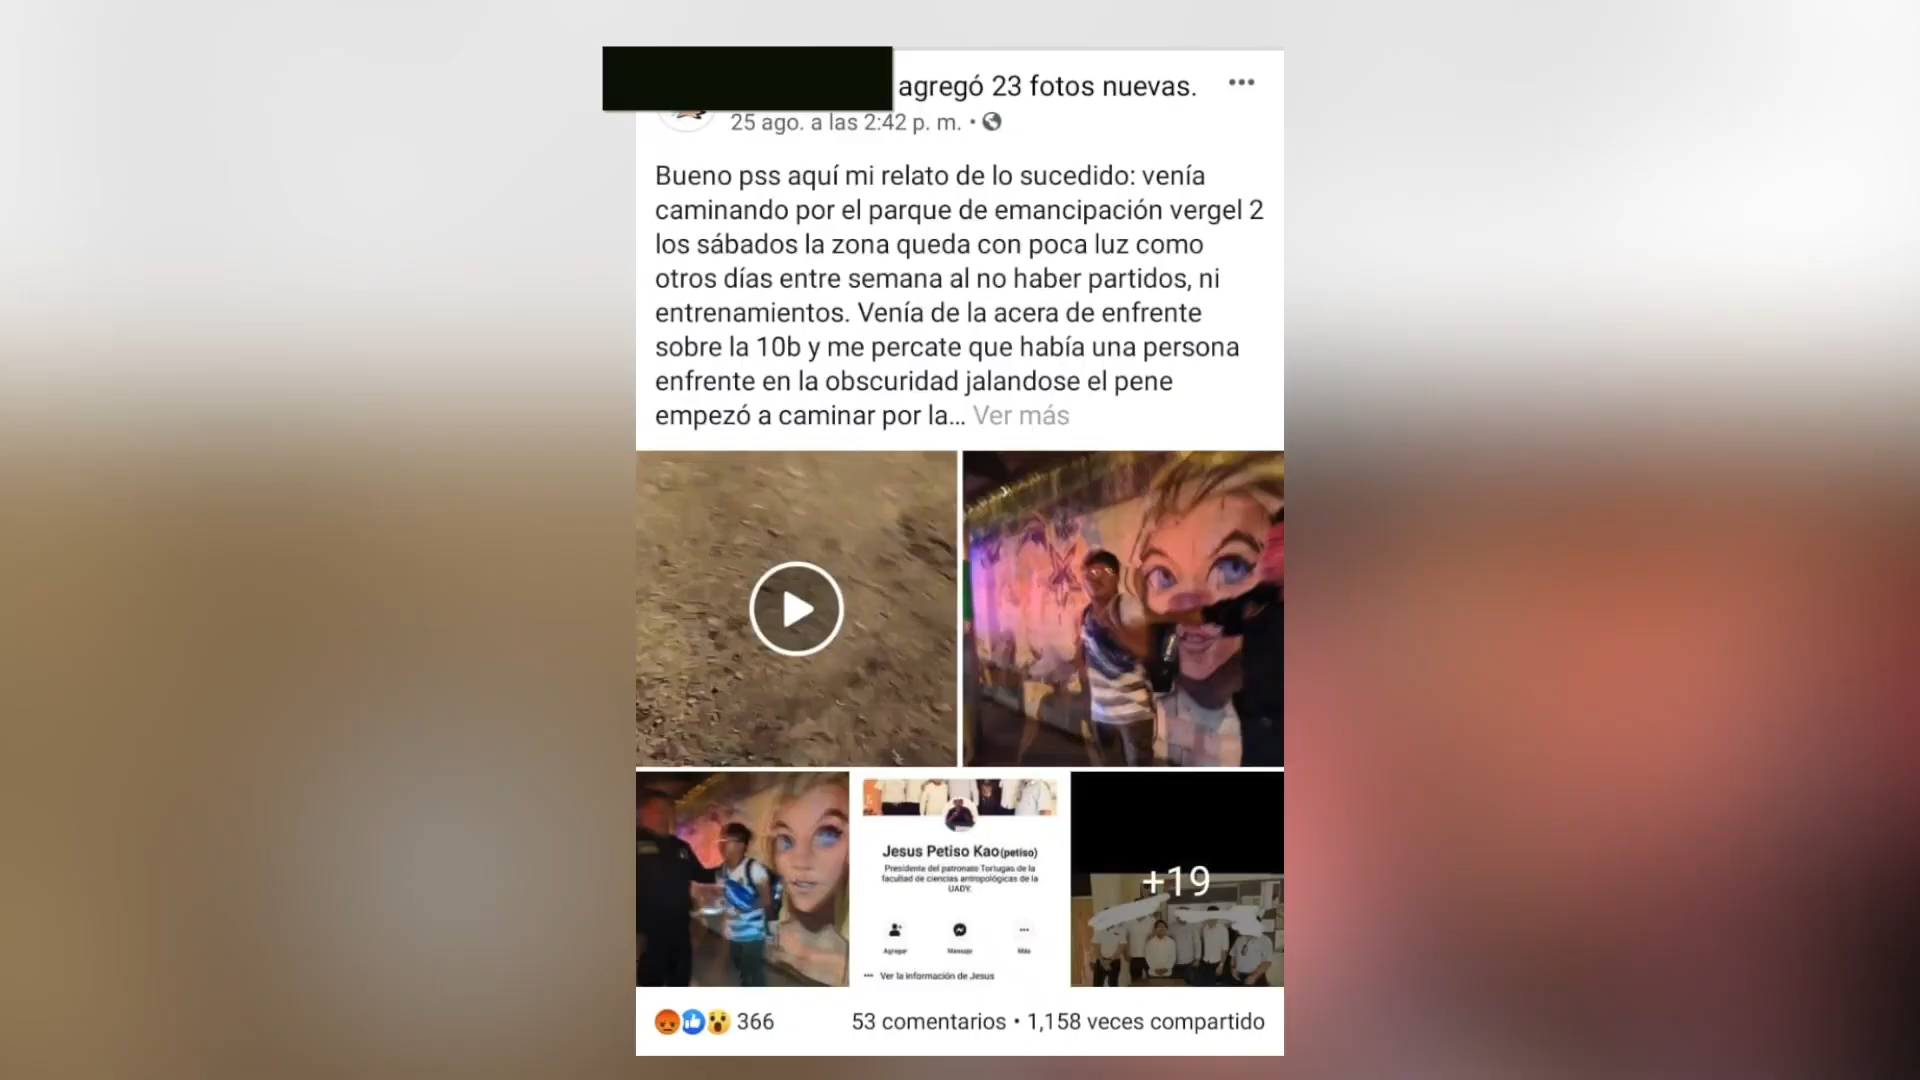 agregó 23 fotos nuevas.
25 ago. a las 2:42 p. m.
Bueno pss aquí mi relato de lo sucedido: venía
caminando por el parque de emancipación vergel 2
los sábados la zona queda con poca luz como
otros días entre semana al no haber partidos, ni
entrenamientos. Venía de la acera de enfrente
sobre la 10b y me percate que había una persona
enfrente en la obscuridad jalandose el pene
empezó a caminar por la... Ver más
Jesus Petiso Kao(petiso)
Presidente del patronato Tortugas de la
facultad de ciencias antropológicas de la
UADY.
Agregar Mensaje Más
Ver la información de Jesus
+19
366 53 comentarios • 1,158 veces compartido